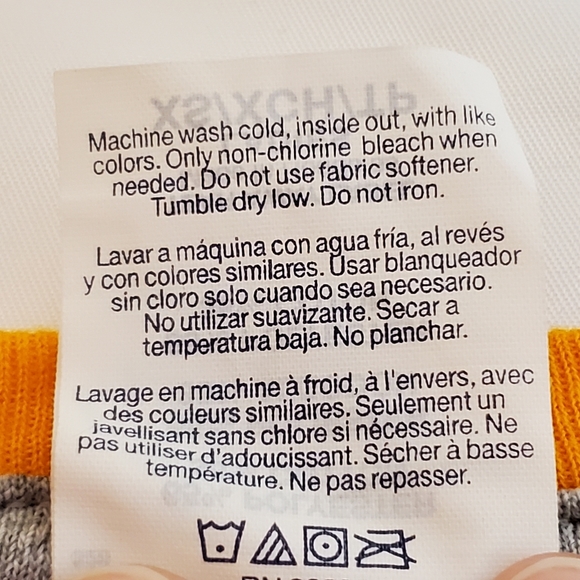 Machine wash cold, inside out, with like
colors. Only non-chlorine bleach when
needed. Do not use fabric softener.
Tumble dry low. Do not iron.
Lavar a máquina con agua fría, al revés
y con colores similares. Usar blanqueador
sin cloro solo cuando sea necesario.
No utilizar suavizante. Secar a
temperatura baja. No planchar.
Lavage en machine à froid, à l'envers, avec
des couleurs similaires. Seulement un
javellisant sans chlore si nécessaire. Ne
pas utiliser d'adoucissant. Sécher à basse
température. Ne pas repasser.